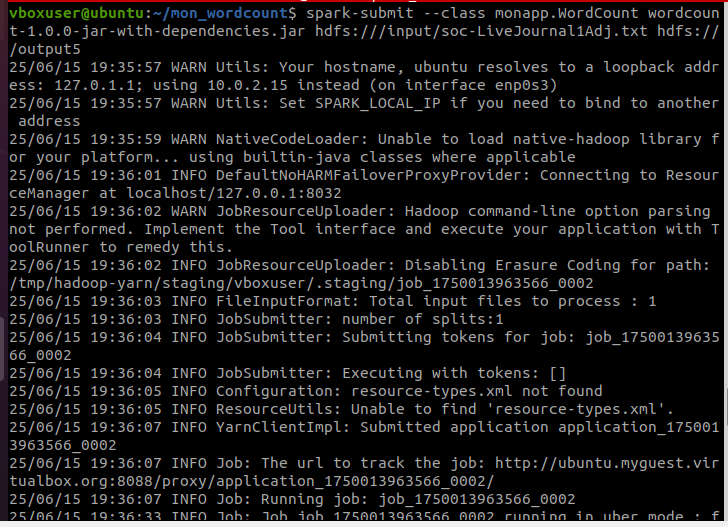 vboxuser@ubuntu:~/mon_wordcount$ spark-submit --class monapp.WordCount wordcoun
t-1.0.0-jar-with-dependencies.jar hdfs:///input/soc-LiveJournal1Adj.txt hdfs://
/output5
25/06/15 19:35:57 WARN Utils: Your hostname, ubuntu resolves to a loopback addr
ess: 127.0.1.1; using 10.0.2.15 instead (on interface enp0s3)
25/06/15 19:35:57 WARN Utils: Set SPARK_LOCAL_IP if you need to bind to another
 address
25/06/15 19:35:59 WARN NativeCodeLoader: Unable to load native-hadoop library f
or your platform... using builtin-java classes where applicable
25/06/15 19:36:01 INFO DefaultNoHARMFailoverProxyProvider: Connecting to Resour
ceManager at localhost/127.0.0.1:8032
25/06/15 19:36:02 WARN JobResourceUploader: Hadoop command-line option parsing
not performed. Implement the Tool interface and execute your application with T
oolRunner to remedy this.
25/06/15 19:36:02 INFO JobResourceUploader: Disabling Erasure Coding for path:
/tmp/hadoop-yarn/staging/vboxuser/.staging/job_1750013963566_0002
25/06/15 19:36:03 INFO FileInputFormat: Total input files to process : 1
25/06/15 19:36:03 INFO JobSubmitter: number of splits:1
25/06/15 19:36:04 INFO JobSubmitter: Submitting tokens for job: job_17500139635
66_0002
25/06/15 19:36:04 INFO JobSubmitter: Executing with tokens: []
25/06/15 19:36:05 INFO Configuration: resource-types.xml not found
25/06/15 19:36:05 INFO ResourceUtils: Unable to find 'resource-types.xml'.
25/06/15 19:36:07 INFO YarnClientImpl: Submitted application application_175001
3963566_0002
25/06/15 19:36:07 INFO Job: The url to track the job: http://ubuntu.myguest.vir
tualbox.org:8088/proxy/application_1750013963566_0002/
25/06/15 19:36:07 INFO Job: Running job: job_1750013963566_0002
25/06/15 19:36:33 INFO Job: Job job_1750013963566_0002 running in uber mode : f